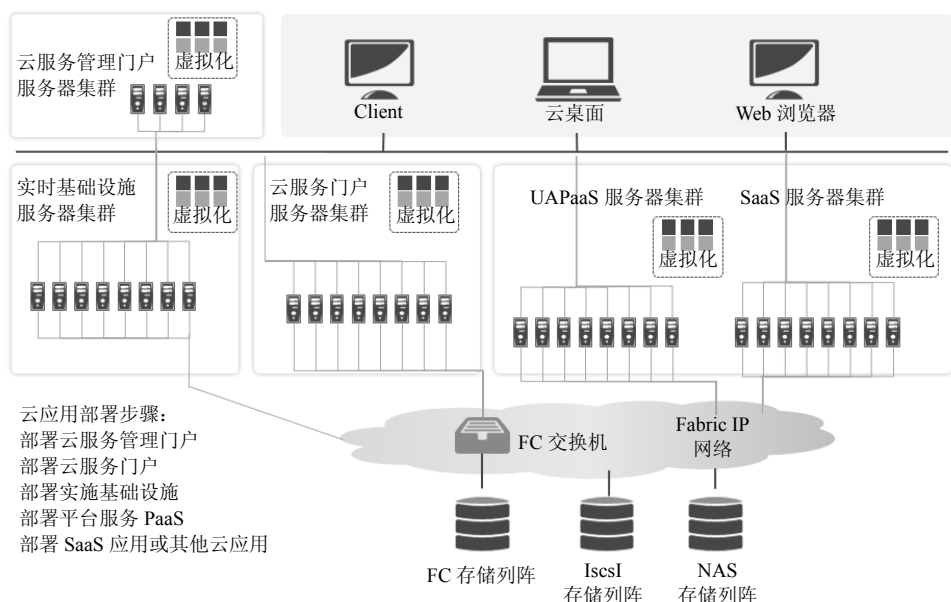 云服务管理门户
服务器集群
虚拟化
Client
云桌面
Web 浏览器
实时基础设施
服务器集群
虚拟化
云服务门户
服务器集群
虚拟化
UAPaaS 服务器集群
虚拟化
SaaS 服务器集群
虚拟化
云应用部署步骤：
部署云服务管理门户
部署云服务门户
部署实施基础设施
部署平台服务 PaaS
部署 SaaS 应用或其他云应用
FC 交换机
Fabric IP
网络
FC 存储列阵
IscsI
存储列阵
NAS
存储列阵